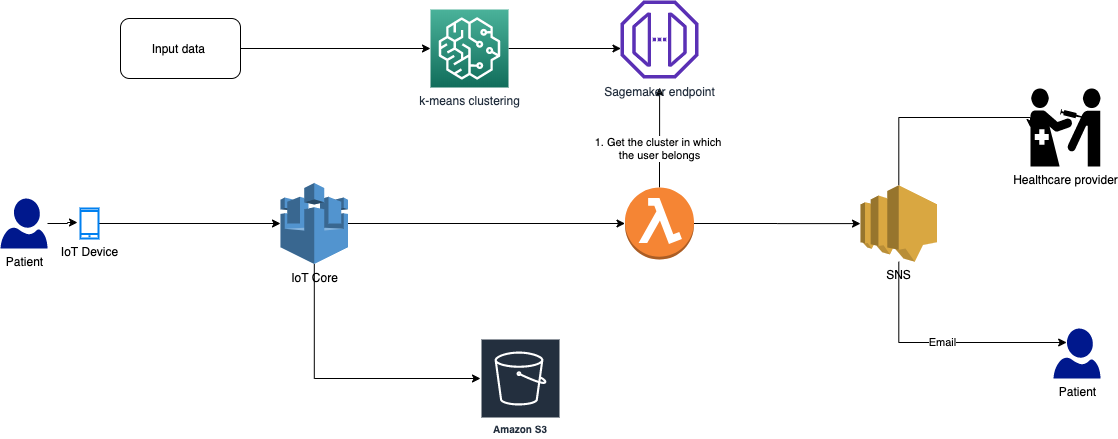 Input data
k-means clustering
Sagemaker endpoint
1. Get the cluster in which
the user belongs
Healthcare provider
Patient
IoT Device
IoT Core
SNS
Email
Patient
Amazon S3